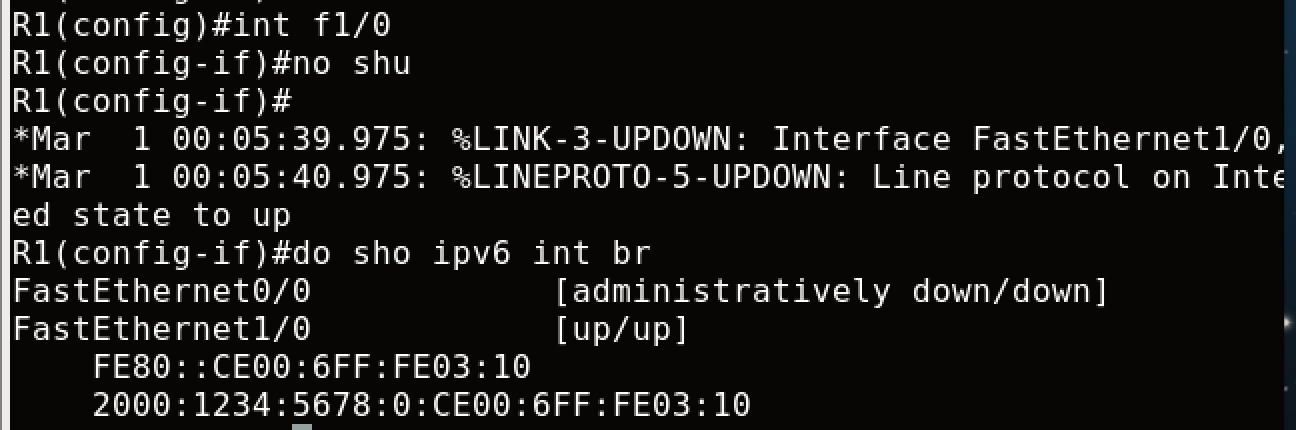 R1(config)#int f1/0
R1(config-if)#no shu
R1(config-if)#
*Mar  1 00:05:39.975: %LINK-3-UPDOWN: Interface FastEthernet1/0,
*Mar  1 00:05:40.975: %LINEPROTO-5-UPDOWN: Line protocol on Inte
ed state to up
R1(config-if)#do sho ipv6 int br
FastEthernet0/0            [administratively down/down]
FastEthernet1/0            [up/up]
    FE80::CE00:6FF:FE03:10
    2000:1234:5678:0:CE00:6FF:FE03:10